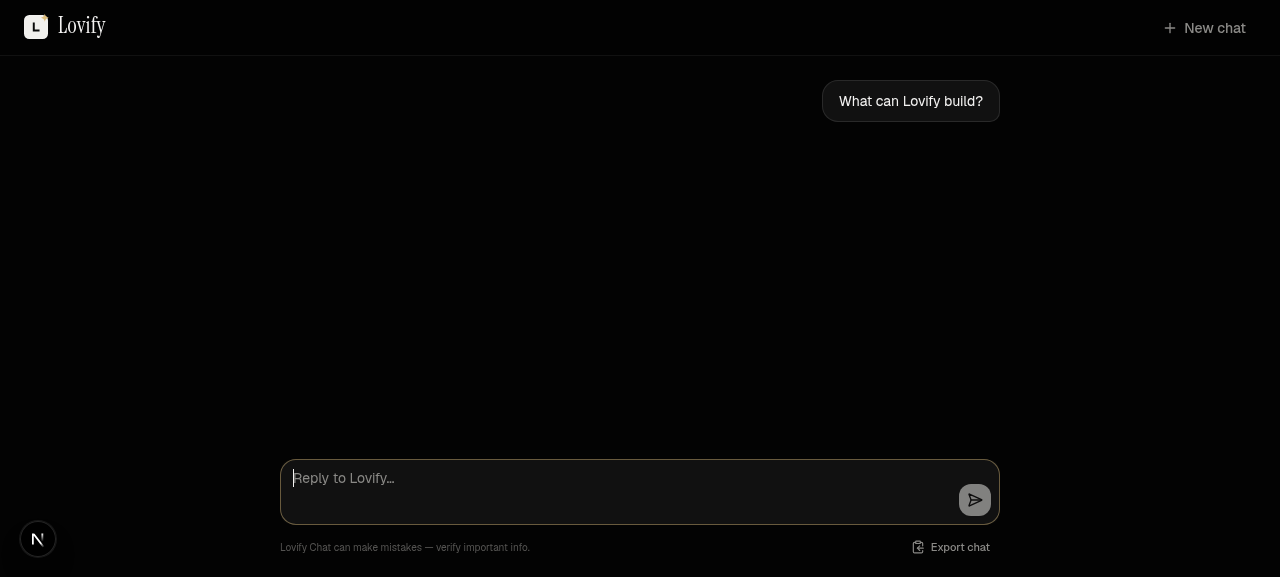 L Lovify
New chat
What can Lovify build?
Reply to Lovify...
N
Lovify Chat can make mistakes — verify important info.
Export chat